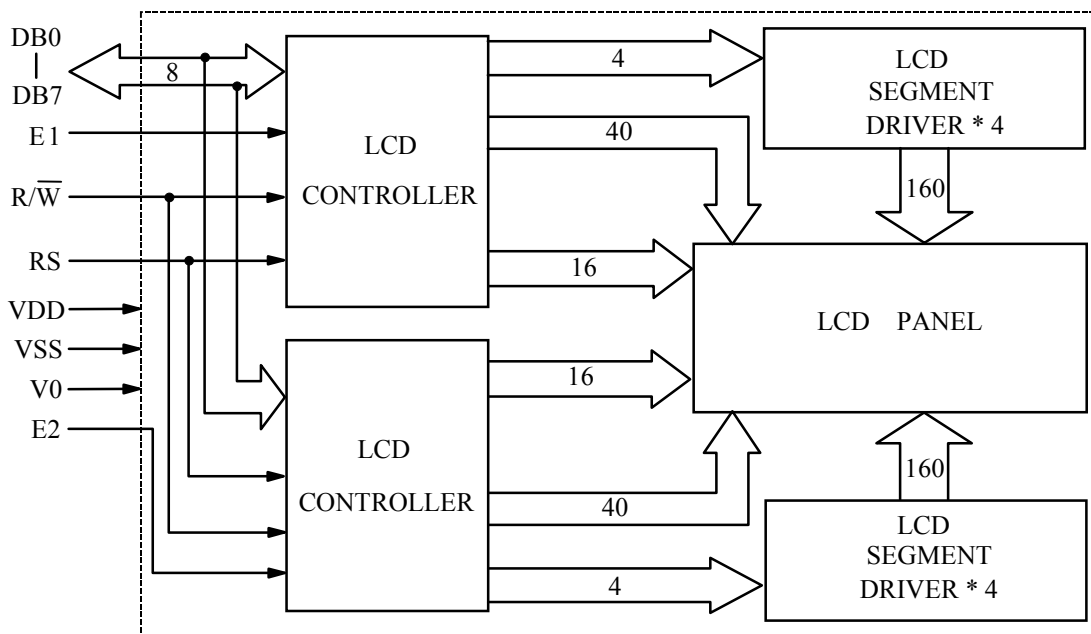 DB0
DB7
8
E1
R/W̅
RS
VDD
VSS
V0
E2
LCD
CONTROLLER
4
40
16
LCD
SEGMENT
DRIVER * 4
160
LCD PANEL
LCD
CONTROLLER
16
40
4
160
LCD
SEGMENT
DRIVER * 4